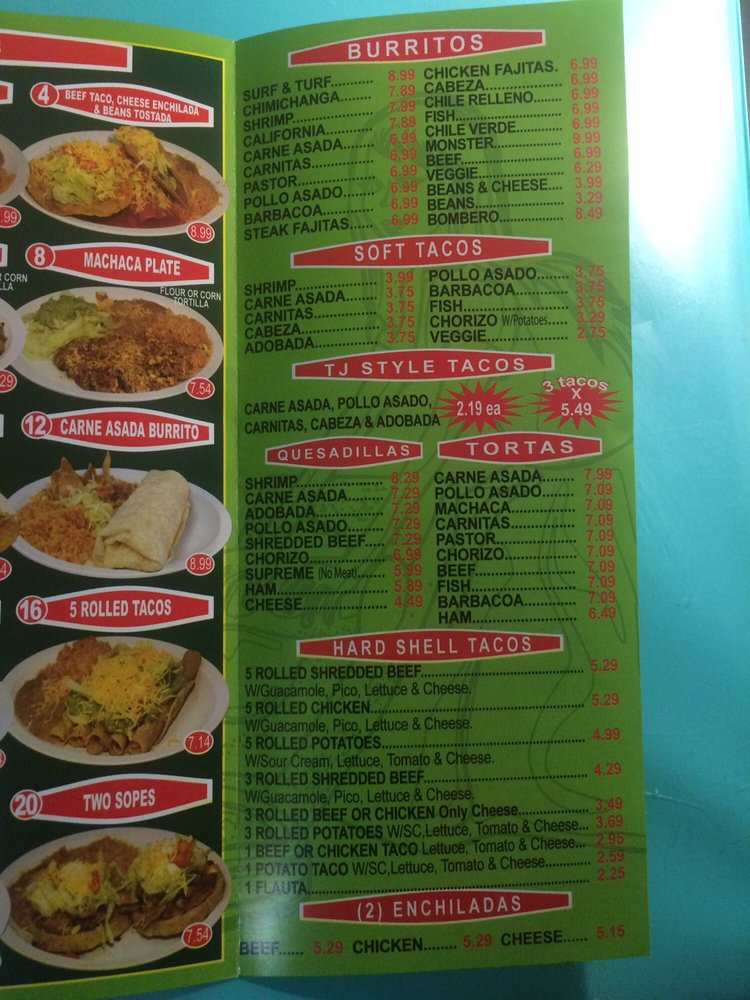 4
BEEF TACO, CHEESE ENCHILADA
& BEANS TOSTADA
8.99
8
MACHACA PLATE
FLOUR OR CORN
TORTILLA
7.54
12
CARNE ASADA BURRITO
8.99
16
5 ROLLED TACOS
7.14
20
TWO SOPES
7.54
BURRITOS
SURF & TURF........... 8.99
CHIMICHANGA........ 7.89
SHRIMP................ 7.99
CALIFORNIA............ 7.89
CARNE ASADA........ 6.99
CARNITAS.............. 6.99
PASTOR................ 6.99
POLLO ASADO......... 6.99
BARBACOA............ 6.99
STEAK FAJITAS....... 6.99
CHICKEN FAJITAS. 6.99
CABEZA.................. 6.99
CHILE RELLENO...... 6.99
FISH..................... 6.99
CHILE VERDE......... 6.99
MONSTER.............. 9.99
BEEF.................... 6.99
VEGGIE................. 6.29
BEANS & CHEESE.... 3.99
BEANS.................. 3.29
BOMBERO.............. 8.49
SOFT TACOS
SHRIMP................ 3.99
CARNE ASADA........ 3.75
CARNITAS.............. 3.75
CABEZA................ 3.75
ADOBADA.............. 3.75
POLLO ASADO........ 3.75
BARBACOA............ 3.75
FISH..................... 3.75
CHORIZO W/Potatoes... 3.29
VEGGIE................. 2.75
TJ STYLE TACOS
CARNE ASADA, POLLO ASADO,
CARNITAS, CABEZA & ADOBADA
2.19 ea
3 tacos
X
5.49
QUESADILLAS
SHRIMP................ 8.29
CARNE ASADA........ 7.29
ADOBADA.............. 7.29
POLLO ASADO........ 7.29
SHREDDED BEEF..... 7.29
CHORIZO............... 6.99
SUPREME (No Meat)....... 5.99
HAM..................... 5.89
CHEESE................. 4.49
TORTAS
CARNE ASADA........ 7.99
POLLO ASADO........ 7.09
MACHACA.............. 7.09
CARNITAS.............. 7.09
PASTOR................ 7.09
CHORIZO............... 7.09
BEEF.................... 7.09
FISH..................... 7.09
BARBACOA............ 7.09
HAM..................... 6.49
HARD SHELL TACOS
5 ROLLED SHREDDED BEEF........................ 5.29
W/Guacamole, Pico, Lettuce & Cheese.
5 ROLLED CHICKEN................................ 5.29
W/Guacamole, Pico, Lettuce & Cheese.
5 ROLLED POTATOES.............................. 4.99
W/Sour Cream, Lettuce, Tomato & Cheese.
3 ROLLED SHREDDED BEEF........................ 4.29
W/Guacamole, Pico, Lettuce & Cheese.
3 ROLLED BEEF OR CHICKEN Only Cheese............ 3.49
3 ROLLED POTATOES W/SC,Lettuce, Tomato & Cheese... 3.69
1 BEEF OR CHICKEN TACO Lettuce, Tomato & Cheese... 2.95
1 POTATO TACO W/SC,Lettuce, Tomato & Cheese........ 2.59
1 FLAUTA........................................ 2.25
(2) ENCHILADAS
BEEF...... 5.29 CHICKEN........ 5.29 CHEESE...... 5.15